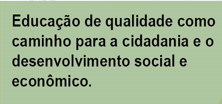 Educação de qualidade como
caminho para a cidadania e o
desenvolvimento social e
econômico.